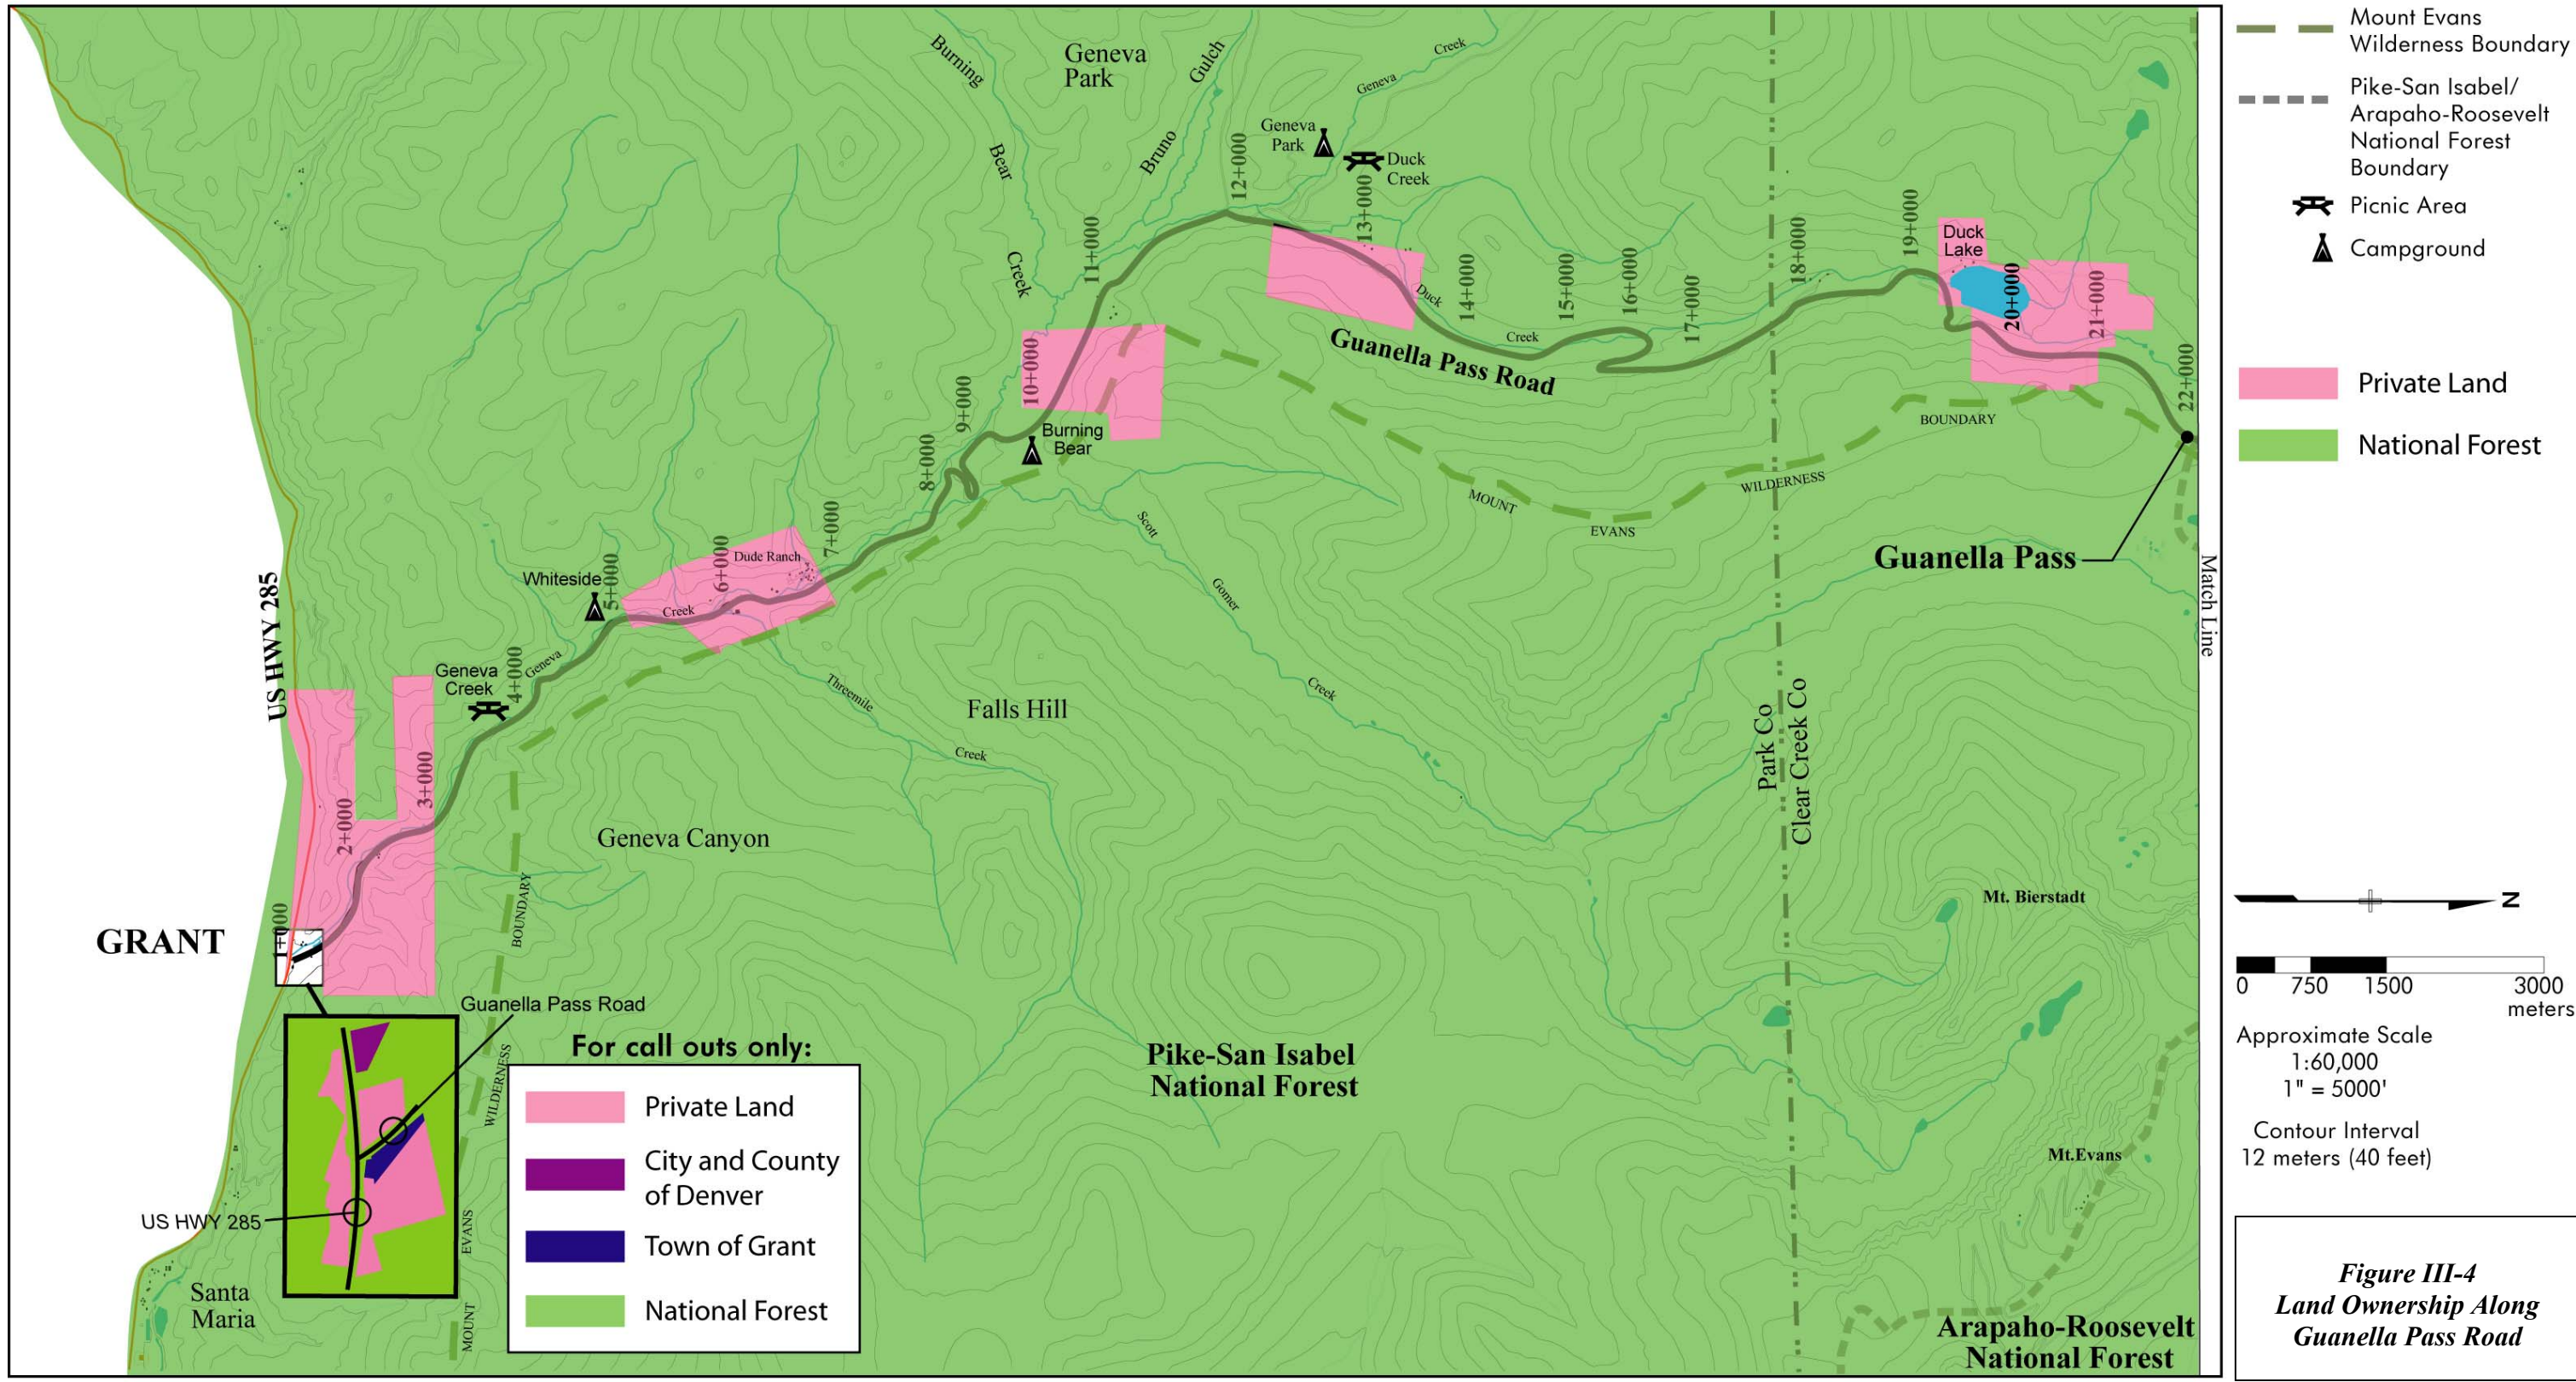 Burning
Bear
Creek
Geneva
Park
Bruno
Gulch
Geneva
Creek
Geneva
Park
Duck
Creek
12+000
13+000
11+000
14+000
15+000
16+000
17+000
18+000
19+000
Duck
Lake
20+000
21+000
22+000
Duck
Creek
Guanella Pass Road
10+000
9+000
8+000
Burning
Bear
7+000
Dude Ranch
6+000
5+000
Whiteside
Creek
Geneva
4+000
Geneva
Creek
3+000
2+000
1+000
US HWY 285
GRANT
MOUNT
EVANS
WILDERNESS
BOUNDARY
Guanella Pass
Match Line
Scott
Gomer
Creek
Threemile
Creek
Falls Hill
Geneva Canyon
Park Co
Clear Creek Co
Mt. Bierstadt
Mt.Evans
BOUNDARY
WILDERNESS
EVANS
MOUNT
Pike-San Isabel
National Forest
Arapaho-Roosevelt
National Forest
Santa
Maria
Guanella Pass Road
US HWY 285
For call outs only:
Private Land
City and County
of Denver
Town of Grant
National Forest
Mount Evans
Wilderness Boundary
Pike-San Isabel/
Arapaho-Roosevelt
National Forest
Boundary
Picnic Area
Campground
Private Land
National Forest
N
0 750 1500 3000
meters
Approximate Scale
1:60,000
1" = 5000'
Contour Interval
12 meters (40 feet)
Figure III-4
Land Ownership Along
Guanella Pass Road